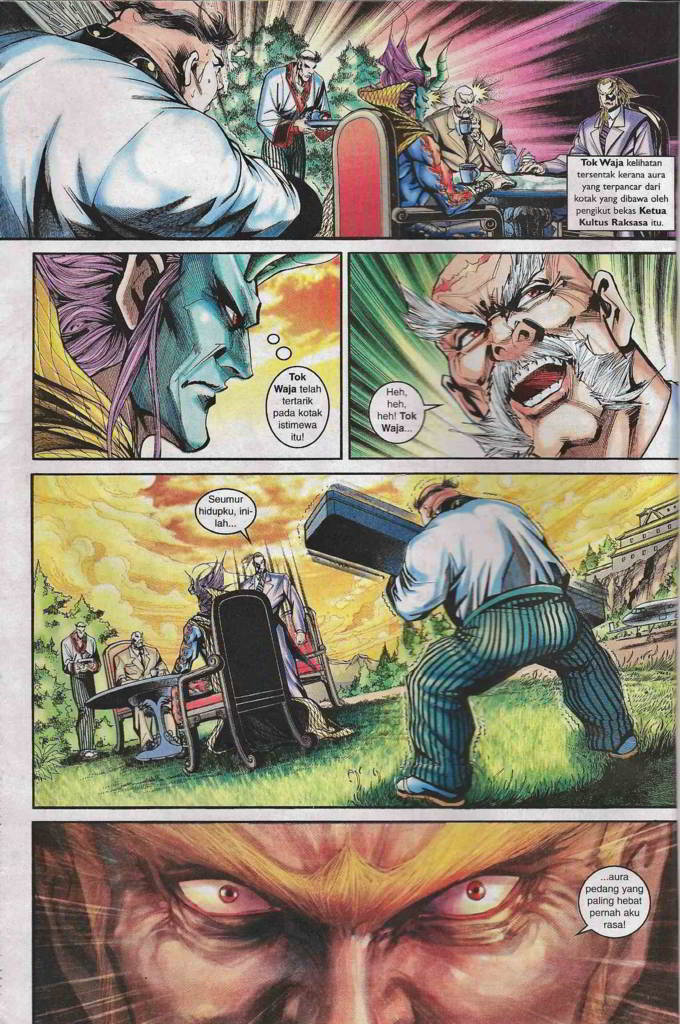 Tok Waja kelihatan
tersentak kerana aura
yang terpancar dari
kotak yang dibawa oleh
pengikut bekas Ketua
Kultus Raksasa itu.
Tok
Waja telah
tertarik
pada kotak
istimewa
itu!
Heh,
heh,
heh! Tok
Waja...
Seumur
hidupku, ini-
lah...
...aura
pedang yang
paling hebat
pernah aku
rasa!